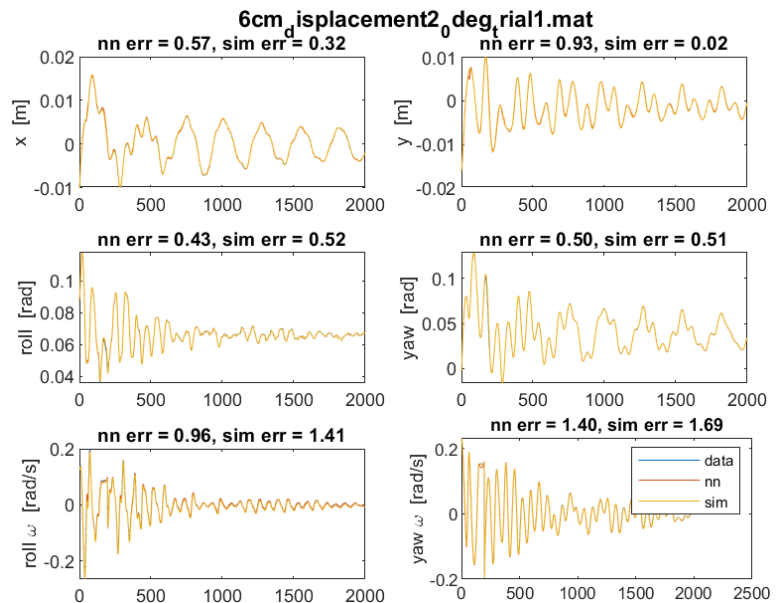 6cm_displacement2_0deg_trial1.mat
nn err = 0.57, sim err = 0.32
nn err = 0.93, sim err = 0.02
0.02
0.01
0
-0.01
x [m]
0 500 1000 1500 2000
0.01
0
-0.01
-0.02
y [m]
0 500 1000 1500 2000
nn err = 0.43, sim err = 0.52
nn err = 0.50, sim err = 0.51
0.1
0.08
0.06
0.04
roll [rad]
0 500 1000 1500 2000
0.1
0.05
0
yaw [rad]
0 500 1000 1500 2000
nn err = 0.96, sim err = 1.41
nn err = 1.40, sim err = 1.69
0.2
0
-0.2
roll ω [rad/s]
0 500 1000 1500 2000
0.2
0
-0.2
yaw ω [rad/s]
data
nn
sim
0 500 1000 1500 2000 2500